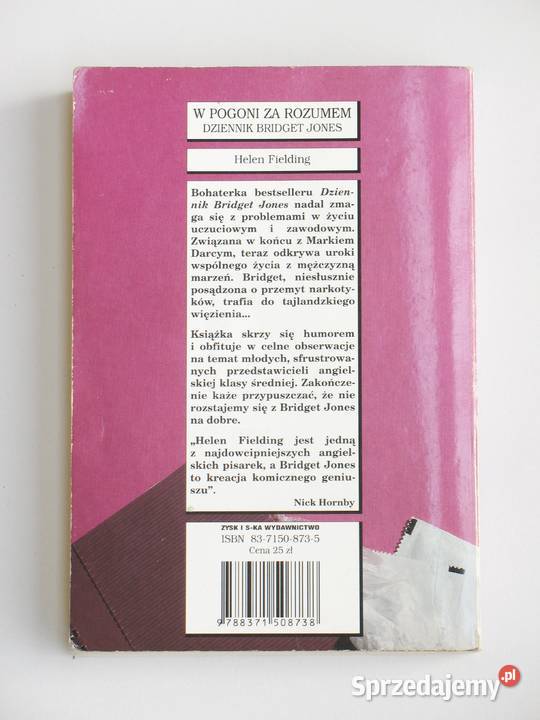 W POGONI ZA ROZUMEM
DZIENNIK BRIDGET JONES
Helen Fielding
Bohaterka bestselleru Dzien-
nik Bridget Jones nadal zma-
ga się z problemami w życiu
uczuciowym i zawodowym.
Związana w końcu z Markiem
Darcym, teraz odkrywa uroki
wspólnego życia z mężczyzną
marzeń. Bridget, niesłusznie
posądzona o przemyt narkoty-
ków, trafia do tajlandzkiego
więzienia...
Książka skrzy się humorem
i obfituje w celne obserwacje
na temat młodych, sfrustrowa-
nych przedstawicieli angiel-
skiej klasy średniej. Zakończe-
nie każe przypuszczać, że nie
rozstajemy się z Bridget Jones
na dobre.
„Helen Fielding jest jedną
z najdowcipniejszych angiel-
skich pisarek, a Bridget Jones
to kreacja komicznego geniu-
szu”.
Nick Hornby
ZYSK I S-KA WYDAWNICTWO
ISBN 83-7150-873-5
Cena 25 zł
9 788371 508738
Sprzedajemy.pl